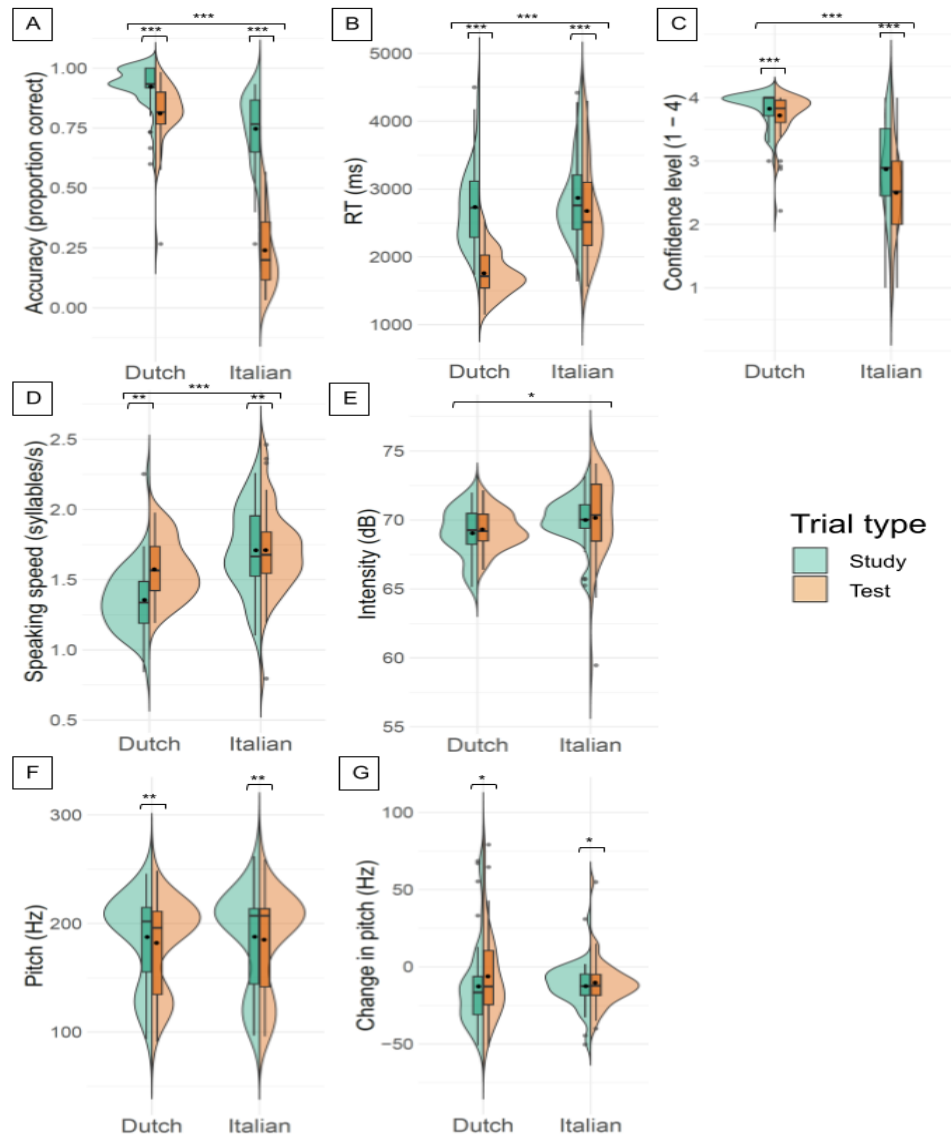 A
***
***
***
Accuracy (proportion correct)
1.00
0.75
0.50
0.25
0.00
Dutch
Italian
B
***
***
***
RT (ms)
5000
4000
3000
2000
1000
Dutch
Italian
C
***
***
***
Confidence level (1 – 4)
4
3
2
1
Dutch
Italian
D
***
**
**
Speaking speed (syllables/s)
2.5
2.0
1.5
1.0
0.5
Dutch
Italian
E
*
Intensity (dB)
75
70
65
60
55
Dutch
Italian
Trial type
Study
Test
F
**
**
Pitch (Hz)
300
200
100
Dutch
Italian
G
*
*
Change in pitch (Hz)
100
50
0
−50
Dutch
Italian